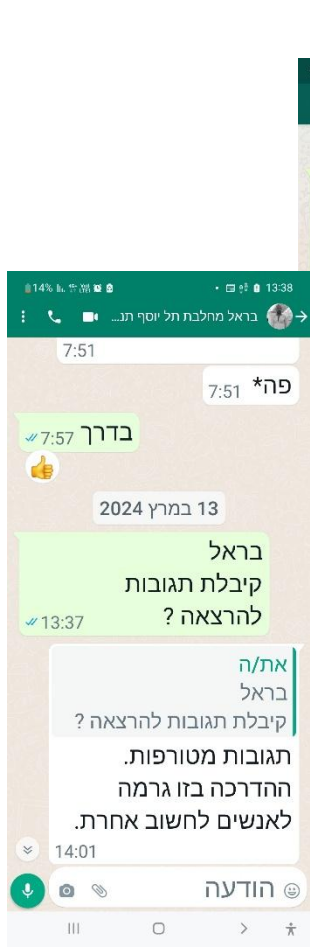 14% 13:38
בראל מחלבת תל יוסף תנ...
7:51
פה* 7:51
בדרך 7:57
13 במרץ 2024
בראל
קיבלת תגובות
להרצאה ?
13:37
את/ה
בראל
קיבלת תגובות להרצאה ?
תגובות מטורפות.
ההדרכה בזו גרמה
לאנשים לחשוב אחרת.
14:01
הודעה